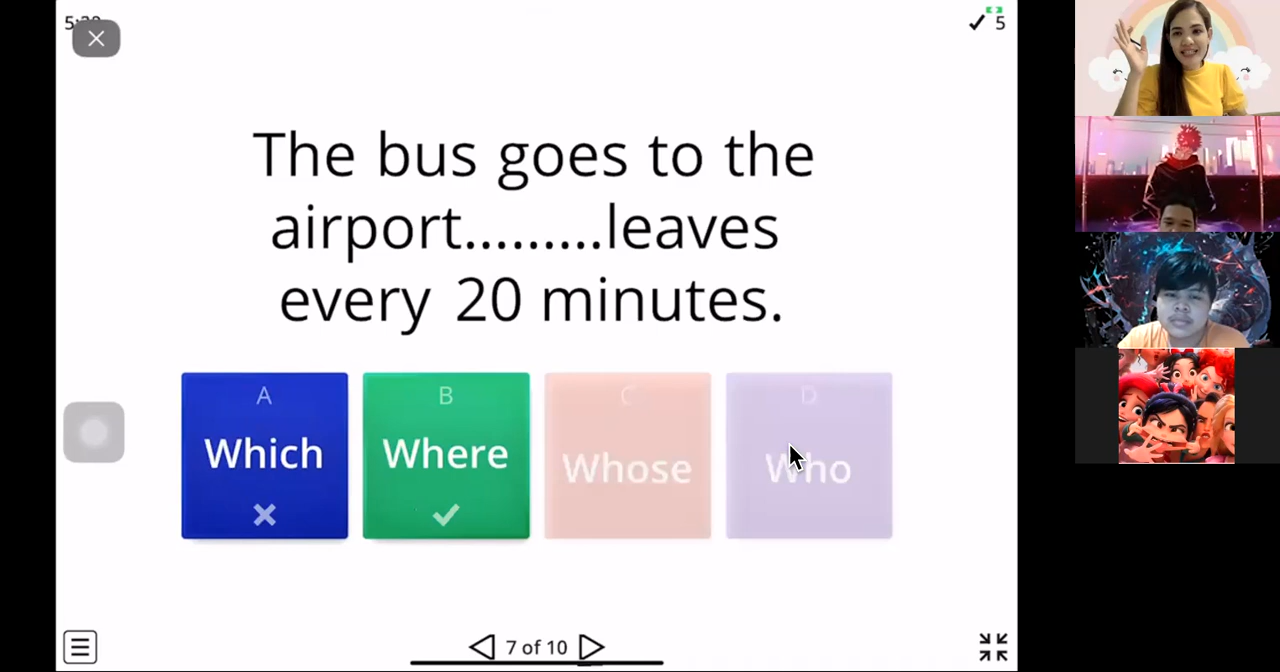 5
The bus goes to the
airport.........leaves
every 20 minutes.
A
B
C
D
Which
Where
Whose
Who
7 of 10